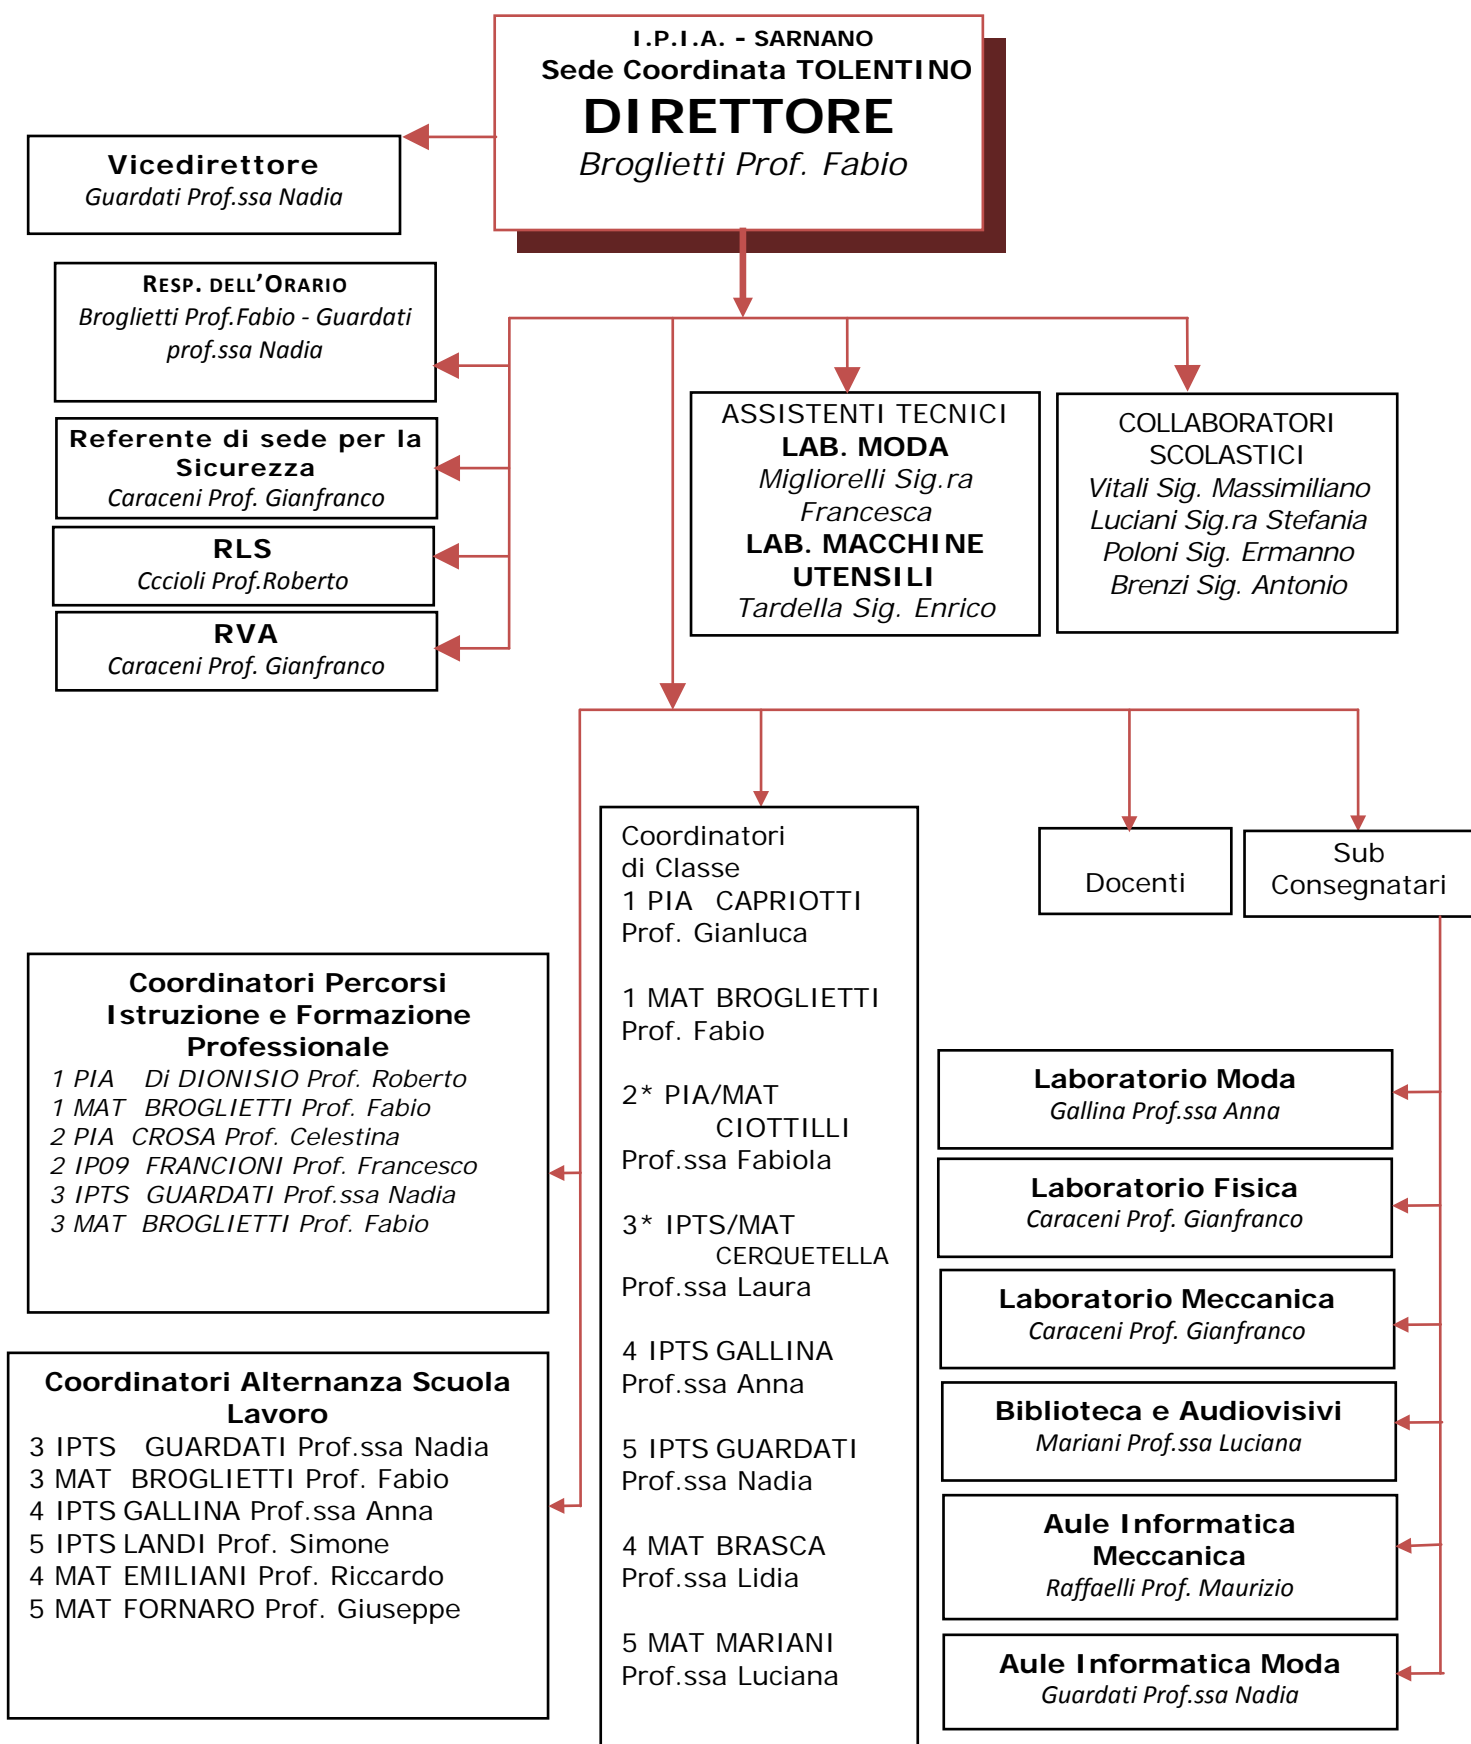 I.P.I.A. - SARNANO
Sede Coordinata TOLENTINO
DIRETTORE
Broglietti Prof. Fabio
Vicedirettore
Guardati Prof.ssa Nadia
RESP. DELL'ORARIO
Broglietti Prof.Fabio - Guardati
prof.ssa Nadia
Referente di sede per la
Sicurezza
Caraceni Prof. Gianfranco
RLS
Cccioli Prof.Roberto
RVA
Caraceni Prof. Gianfranco
ASSISTENTI TECNICI
LAB. MODA
Migliorelli Sig.ra
Francesca
LAB. MACCHINE
UTENSILI
Tardella Sig. Enrico
COLLABORATORI
SCOLASTICI
Vitali Sig. Massimiliano
Luciani Sig.ra Stefania
Poloni Sig. Ermanno
Brenzi Sig. Antonio
Coordinatori Percorsi
Istruzione e Formazione
Professionale
1 PIA Di DIONISIO Prof. Roberto
1 MAT BROGLIETTI Prof. Fabio
2 PIA CROSA Prof. Celestina
2 IP09 FRANCIONI Prof. Francesco
3 IPTS GUARDATI Prof.ssa Nadia
3 MAT BROGLIETTI Prof. Fabio
Coordinatori Alternanza Scuola
Lavoro
3 IPTS GUARDATI Prof.ssa Nadia
3 MAT BROGLIETTI Prof. Fabio
4 IPTS GALLINA Prof.ssa Anna
5 IPTS LANDI Prof. Simone
4 MAT EMILIANI Prof. Riccardo
5 MAT FORNARO Prof. Giuseppe
Coordinatori
di Classe
1 PIA CAPRIOTTI
Prof. Gianluca
1 MAT BROGLIETTI
Prof. Fabio
2* PIA/MAT
CIOTTILLI
Prof.ssa Fabiola
3* IPTS/MAT
CERQUETELLA
Prof.ssa Laura
4 IPTS GALLINA
Prof.ssa Anna
5 IPTS GUARDATI
Prof.ssa Nadia
4 MAT BRASCA
Prof.ssa Lidia
5 MAT MARIANI
Prof.ssa Luciana
Docenti
Sub
Consegnatari
Laboratorio Moda
Gallina Prof.ssa Anna
Laboratorio Fisica
Caraceni Prof. Gianfranco
Laboratorio Meccanica
Caraceni Prof. Gianfranco
Biblioteca e Audiovisivi
Mariani Prof.ssa Luciana
Aule Informatica
Meccanica
Raffaelli Prof. Maurizio
Aule Informatica Moda
Guardati Prof.ssa Nadia